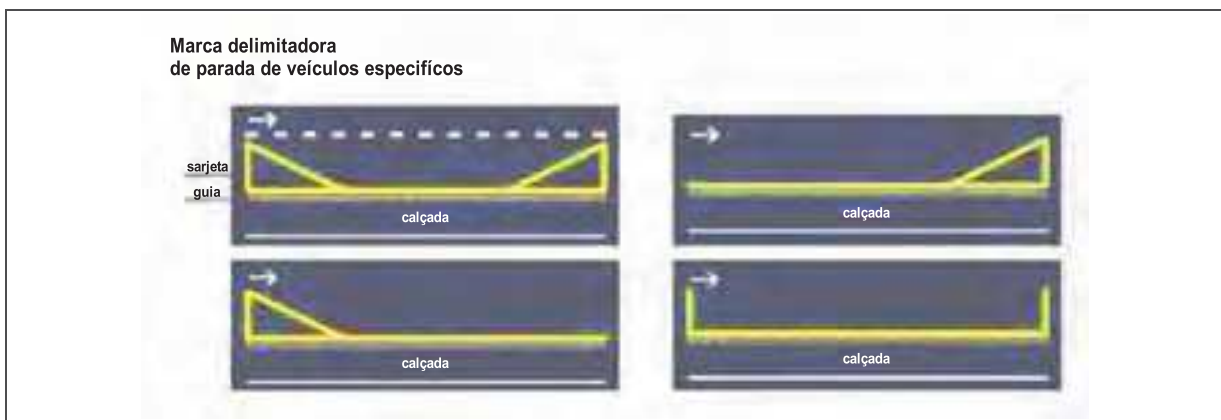 Marca delimitadora
de parada de veículos especifícos
sarjeta
guia
calçada
calçada
calçada
calçada